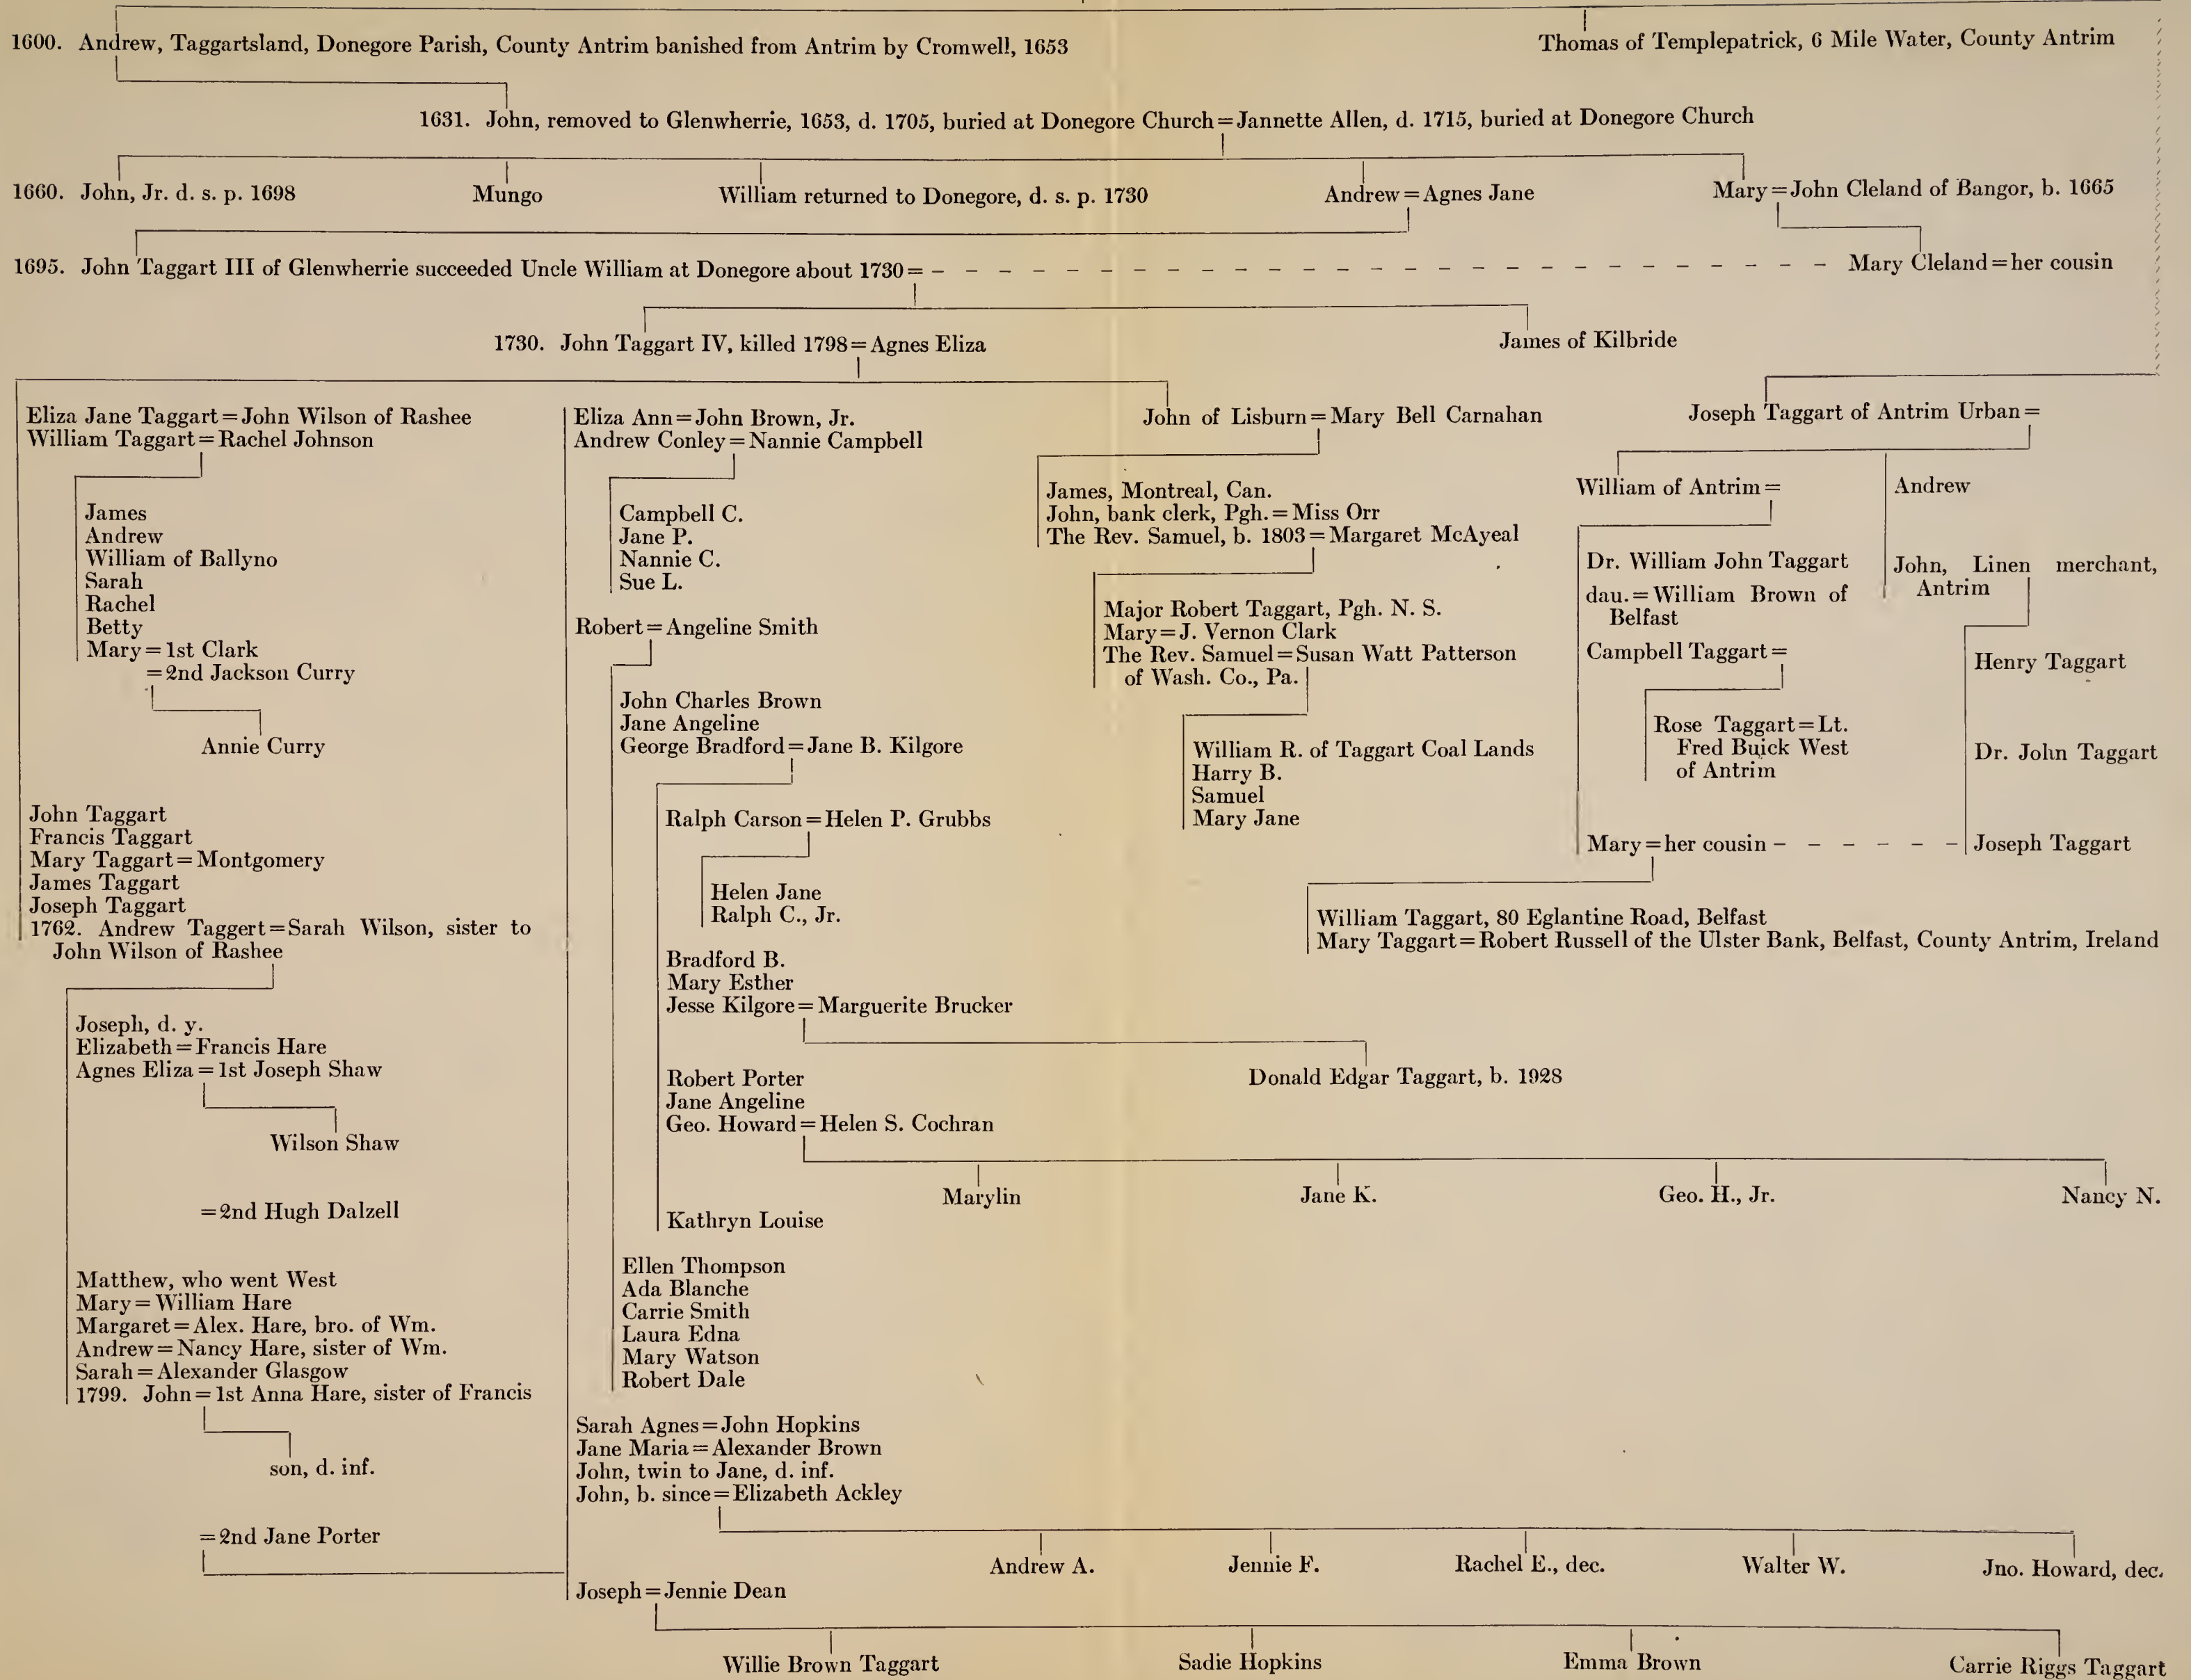 1600. Andrew, Taggartsland, Donegore Parish, County Antrim banished from Antrim by Cromwell, 1653
Thomas of Templepatrick, 6 Mile Water, County Antrim
1631. John, removed to Glenwherrie, 1653, d. 1705, buried at Donegore Church = Jannette Allen, d. 1715, buried at Donegore Church
1660. John, Jr. d. s. p. 1698
Mungo
William returned to Donegore, d. s. p. 1730
Andrew = Agnes Jane
Mary = John Cleland of Bangor, b. 1665
1695. John Taggart III of Glenwherrie succeeded Uncle William at Donegore about 1730 =
Mary Cleland = her cousin
1730. John Taggart IV, killed 1798 = Agnes Eliza
James of Kilbride
Eliza Jane Taggart = John Wilson of Rashee
William Taggart = Rachel Johnson
James
Andrew
William of Ballyno
Sarah
Rachel
Betty
Mary = 1st Clark
= 2nd Jackson Curry
Annie Curry
John Taggart
Francis Taggart
Mary Taggart = Montgomery
James Taggart
Joseph Taggart
1762. Andrew Taggert = Sarah Wilson, sister to
John Wilson of Rashee
Joseph, d. y.
Elizabeth = Francis Hare
Agnes Eliza = 1st Joseph Shaw
Wilson Shaw
= 2nd Hugh Dalzell
Matthew, who went West
Mary = William Hare
Margaret = Alex. Hare, bro. of Wm.
Andrew = Nancy Hare, sister of Wm.
Sarah = Alexander Glasgow
1799. John = 1st Anna Hare, sister of Francis
son, d. inf.
= 2nd Jane Porter
Eliza Ann = John Brown, Jr.
Andrew Conley = Nannie Campbell
Campbell C.
Jane P.
Nannie C.
Sue L.
Robert = Angeline Smith
John Charles Brown
Jane Angeline
George Bradford = Jane B. Kilgore
Ralph Carson = Helen P. Grubbs
Helen Jane
Ralph C., Jr.
Bradford B.
Mary Esther
Jesse Kilgore = Marguerite Brucker
Donald Edgar Taggart, b. 1928
Robert Porter
Jane Angeline
Geo. Howard = Helen S. Cochran
Marylin
Jane K.
Geo. H., Jr.
Nancy N.
Kathryn Louise
Ellen Thompson
Ada Blanche
Carrie Smith
Laura Edna
Mary Watson
Robert Dale
Sarah Agnes = John Hopkins
Jane Maria = Alexander Brown
John, twin to Jane, d. inf.
John, b. since = Elizabeth Ackley
Andrew A.
Jennie F.
Rachel E., dec.
Walter W.
Jno. Howard, dec.
Joseph = Jennie Dean
Willie Brown Taggart
Sadie Hopkins
Emma Brown
Carrie Riggs Taggart
John of Lisburn = Mary Bell Carnahan
James, Montreal, Can.
John, bank clerk, Pgh. = Miss Orr
The Rev. Samuel, b. 1803 = Margaret McAyeal
Major Robert Taggart, Pgh. N. S.
Mary = J. Vernon Clark
The Rev. Samuel = Susan Watt Patterson
of Wash. Co., Pa.
William R. of Taggart Coal Lands
Harry B.
Samuel
Mary Jane
Joseph Taggart of Antrim Urban =
William of Antrim =
Dr. William John Taggart
dau. = William Brown of
Belfast
Campbell Taggart =
Rose Taggart = Lt.
Fred Buick West
of Antrim
Mary = her cousin
Andrew
John, Linen merchant,
Antrim
Henry Taggart
Dr. John Taggart
Joseph Taggart
William Taggart, 80 Eglantine Road, Belfast
Mary Taggart = Robert Russell of the Ulster Bank, Belfast, County Antrim, Ireland